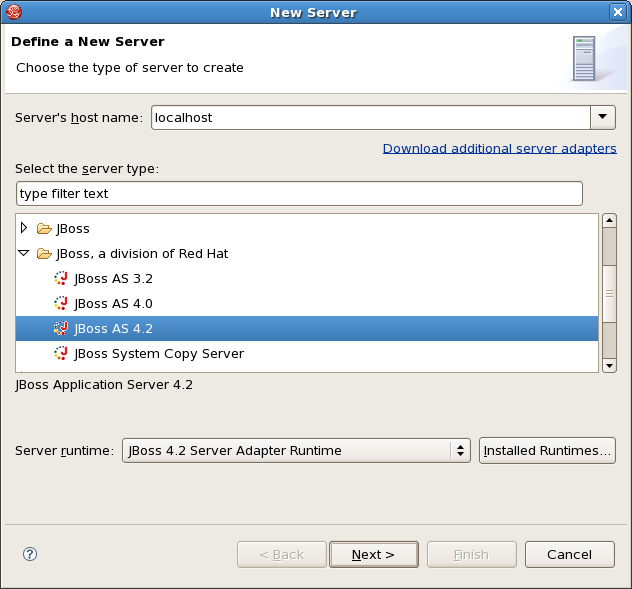 New Server
Define a New Server
Choose the type of server to create
Server's host name: localhost
Download additional server adapters
Select the server type:
type filter text
JBoss
JBoss, a division of Red Hat
JBoss AS 3.2
JBoss AS 4.0
JBoss AS 4.2
JBoss System Copy Server
JBoss Application Server 4.2
Server runtime: JBoss 4.2 Server Adapter Runtime Installed Runtimes...
? < Back Next > Finish Cancel